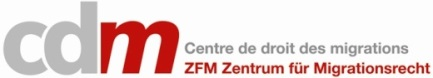 cdm
Centre de droit des migrations
ZFM Zentrum für Migrationsrecht